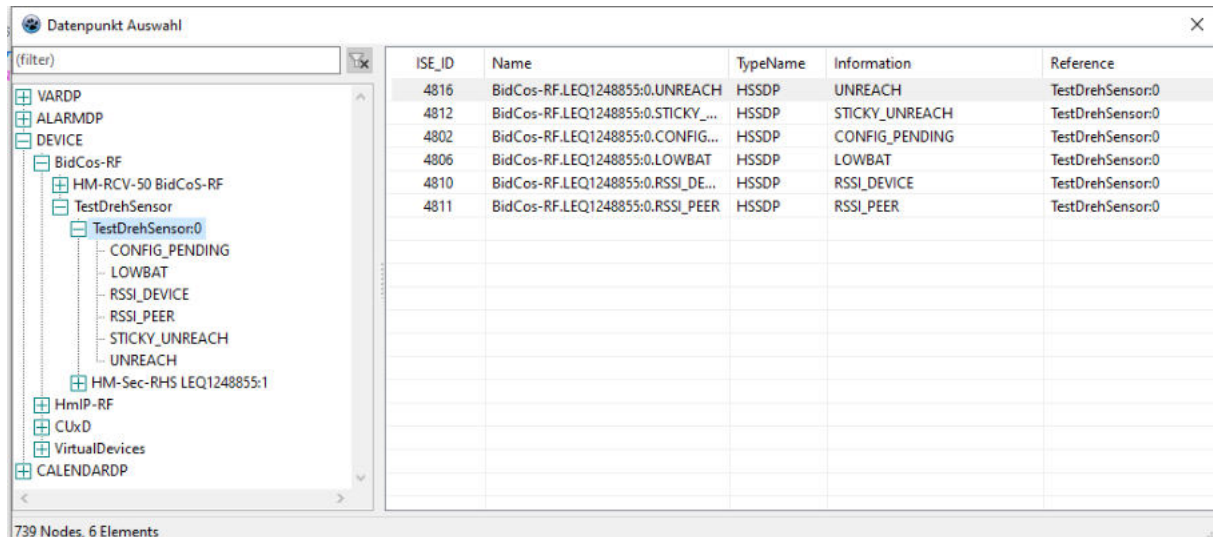 Datenpunkt Auswahl
(filter)
VARDP
ALARMDP
DEVICE
BidCos-RF
HM-RCV-50 BidCoS-RF
TestDrehSensor
TestDrehSensor:0
CONFIG_PENDING
LOWBAT
RSSI_DEVICE
RSSI_PEER
STICKY_UNREACH
UNREACH
HM-Sec-RHS LEQ1248855:1
HmIP-RF
CUxD
VirtualDevices
CALENDARDP
ISE_ID Name TypeName Information Reference
4816 BidCos-RF.LEQ1248855:0.UNREACH HSSDP UNREACH TestDrehSensor:0
4812 BidCos-RF.LEQ1248855:0.STICKY_... HSSDP STICKY_UNREACH TestDrehSensor:0
4802 BidCos-RF.LEQ1248855:0.CONFIG... HSSDP CONFIG_PENDING TestDrehSensor:0
4806 BidCos-RF.LEQ1248855:0.LOWBAT HSSDP LOWBAT TestDrehSensor:0
4810 BidCos-RF.LEQ1248855:0.RSSI_DE... HSSDP RSSI_DEVICE TestDrehSensor:0
4811 BidCos-RF.LEQ1248855:0.RSSI_PEER HSSDP RSSI_PEER TestDrehSensor:0
739 Nodes, 6 Elements